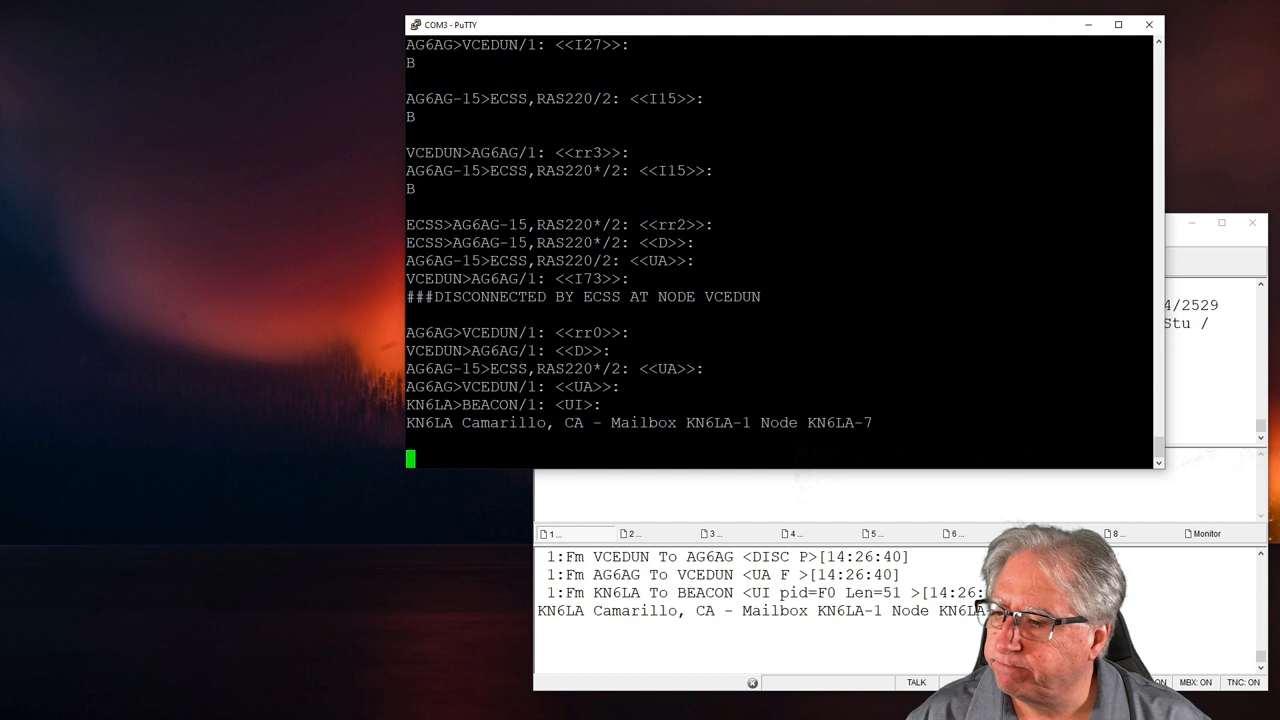 COM3 - PuTTY
AG6AG>VCEDUN/1: <<I27>>:
B
AG6AG-15>ECSS,RAS220/2: <<I15>>:
B
VCEDUN>AG6AG/1: <<rr3>>:
AG6AG-15>ECSS,RAS220*/2: <<I15>>:
B
ECSS>AG6AG-15,RAS220*/2: <<rr2>>:
ECSS>AG6AG-15,RAS220*/2: <<D>>:
AG6AG-15>ECSS,RAS220/2: <<UA>>:
VCEDUN>AG6AG/1: <<I73>>:
###DISCONNECTED BY ECSS AT NODE VCEDUN
AG6AG>VCEDUN/1: <<rr0>>:
VCEDUN>AG6AG/1: <<D>>:
AG6AG-15>ECSS,RAS220*/2: <<UA>>:
AG6AG>VCEDUN/1: <<UA>>:
KN6LA>BEACON/1: <UI>:
KN6LA Camarillo, CA - Mailbox KN6LA-1 Node KN6LA-7
4/2529
Stu /
1 ... 2 ... 3 ... 4 ... 5 ... 6 ... 8 ... Monitor
1:Fm VCEDUN To AG6AG <DISC P>[14:26:40]
1:Fm AG6AG To VCEDUN <UA F >[14:26:40]
1:Fm KN6LA To BEACON <UI pid=F0 Len=51 >[14:26:
KN6LA Camarillo, CA - Mailbox KN6LA-1 Node KN6LA-
TALK ON MBX: ON TNC: ON